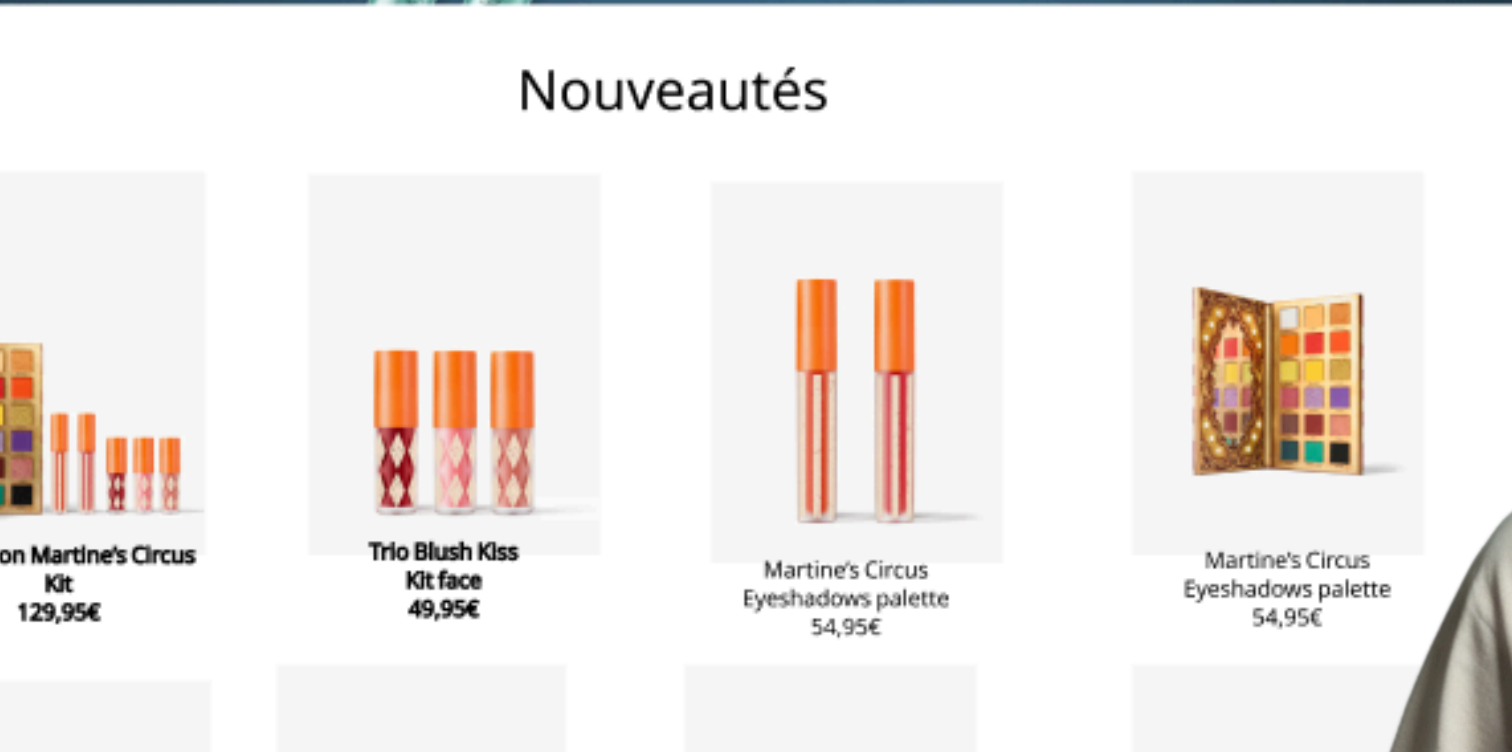 Nouveautés
on Martine's Circus
Kit
129,95€
Trio Blush Kiss
Kit face
49,95€
Martine's Circus
Eyeshadows palette
54,95€
Martine's Circus
Eyeshadows palette
54,95€